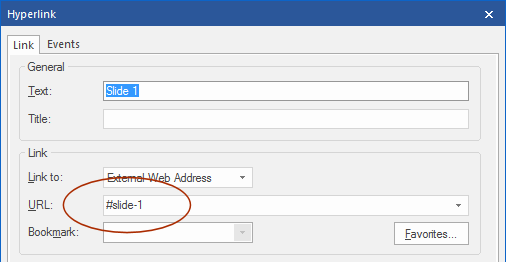 Hyperlink
Link Events
General
Text: Slide 1
Title:
Link
Link to: External Web Address
URL: #slide-1
Bookmark: Favorites...